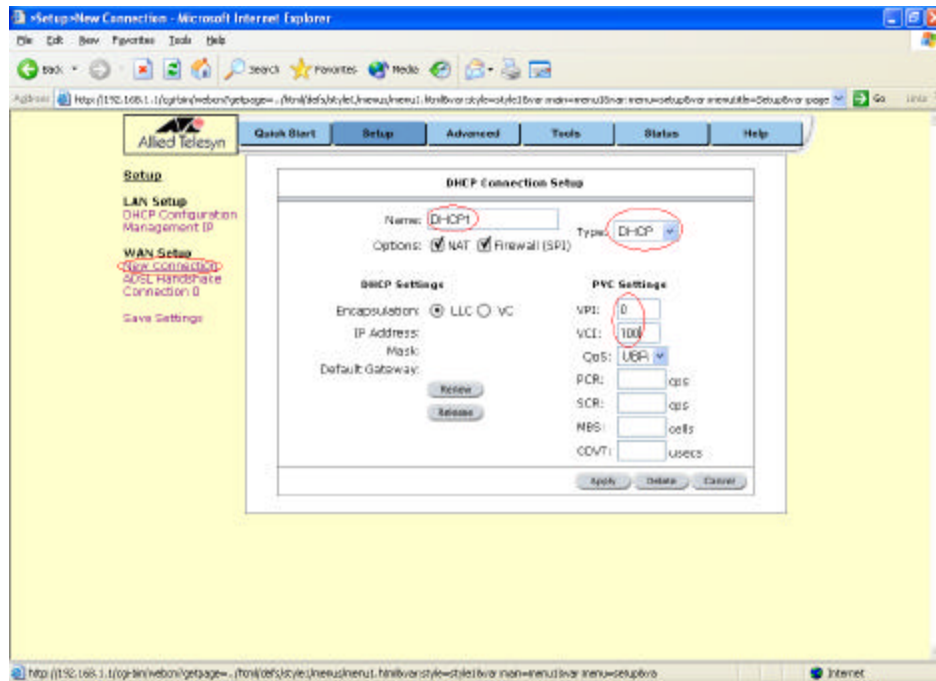 »Setup»New Connection - Microsoft Internet Explorer
File Edit View Favorites Tools Help
Back Search Favorites Media
Address Go Links
Allied Telesyn
Quick Start Setup Advanced Tools Status Help
Setup
LAN Setup
DHCP Configuration
Management IP
WAN Setup
New Connection
ADSL Handshake
Connection 0
Save Settings
DHCP Connection Setup
Name: DHCP1
Type: DHCP
Options: NAT Firewall (SPI)
DHCP Settings
Encapsulation: LLC VC
IP Address:
Mask:
Default Gateway:
Renew
Release
PVC Settings
VPI: 0
VCI: 100
QoS: UBR
PCR: cps
SCR: cps
MBS: cells
CDVT: usecs
Apply Delete Cancel
Internet